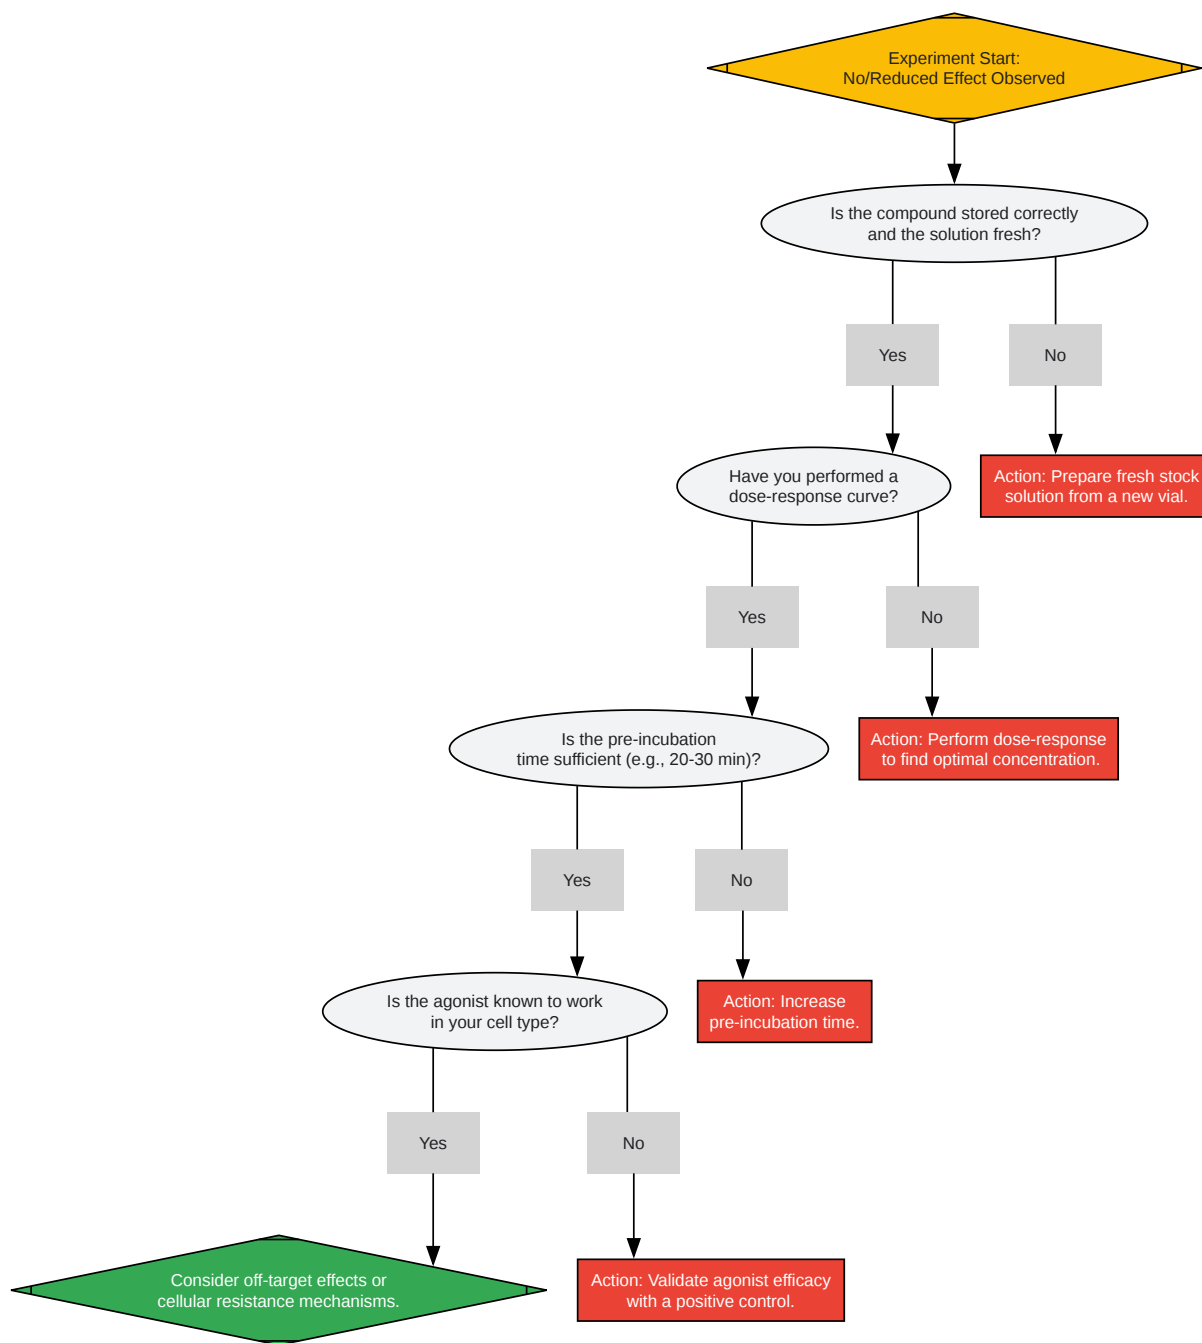 Experiment Start:
No/Reduced Effect Observed
Is the compound stored correctly
and the solution fresh?
Yes
No
Have you performed a
dose-response curve?
Action: Prepare fresh stock
solution from a new vial.
Yes
No
Is the pre-incubation
time sufficient (e.g., 20-30 min)?
Action: Perform dose-response
to find optimal concentration.
Yes
No
Is the agonist known to work
in your cell type?
Action: Increase
pre-incubation time.
Yes
No
Consider off-target effects or
cellular resistance mechanisms.
Action: Validate agonist efficacy
with a positive control.